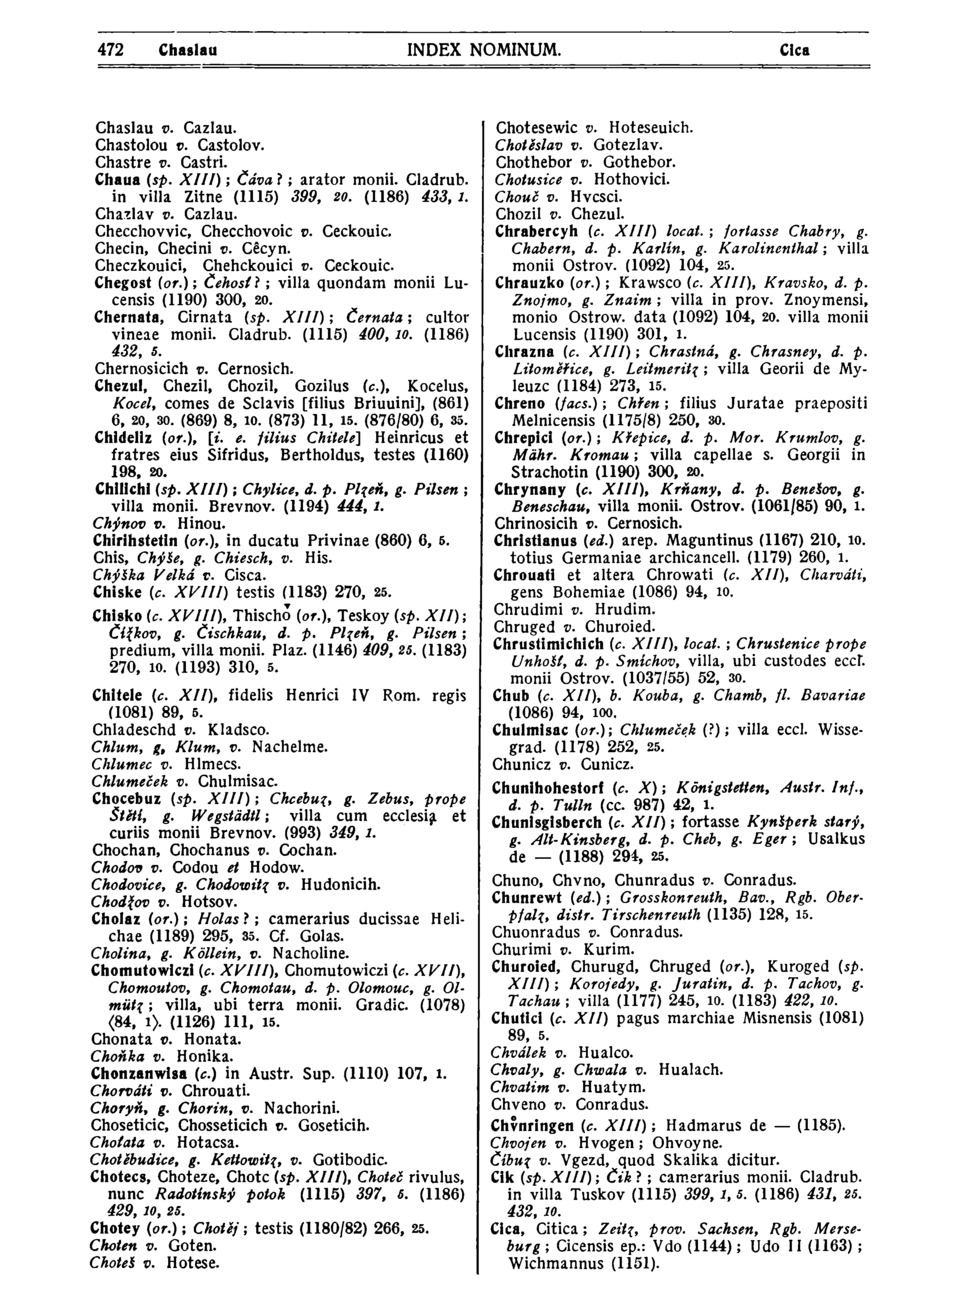 472 Chaslau INDEX NOMINUM. Cica
Chaslau v. Cazlau.
Chastolou v. Castolov.
Chastre v. Castri.
Chaua (sp. XIII); Čáva?; arator monii. Cladrub.
in villa Zitne (1115) 399, 20. (1186) 433, 1.
Chazlav v. Cazlau.
Checchovvic, Checchovoic v. Ceckouic.
Checin, Checini v. Cêcyn.
Checzkouici, Chehckouici v. Ceckouic.
Chegost (or.); Čehosť?; villa quondam monii Lu-
censis (1190) 300, 20.
Chernata, Cirnata (sp. XIII); Černata; cultor
vineae monii. Cladrub. (1115) 400, 10. (1186)
432, 5.
Chernosicich v. Cernosich.
Chezul, Chezil, Chozil, Gozilus (c.), Kocelus,
Kocel, comes de Sclavis [filius Briuuini], (861)
6, 20, 30. (869) 8, 10. (873) 11, 15. (876/80) 6, 35.
Chideliz (or.), [i. e. filius Chitele] Heinricus et
fratres eius Sifridus, Bertholdus, testes (1160)
198, 20.
Chilichi (sp. XIII); Chylice, d. p. Plzeň, g. Pilsen;
villa monii. Brevnov. (1194) 444, 1.
Chýnov v. Hinou.
Chirihstetin (or.), in ducatu Privinae (860) 6, 5.
Chis, Chýše, g. Chiesch, v. His.
Chýška Velká v. Cisca.
Chiske (c. XVIII) testis (1183) 270, 25.
Chisko (c. XVIII), Thischǒ (or.), Teskoy (sp. XII);
Čížkov, g. Čischkau, d. p. Plzeň, g. Pilsen;
predium, villa monii. Plaz. (1146) 409, 25. (1183)
270, 10. (1193) 310, 5.
Chitele (c. XII), fidelis Henrici IV Rom. regis
(1081) 89, 5.
Chladeschd v. Kladsco.
Chlum, g, Klum, v. Nachelme.
Chlumec v. Hlmecs.
Chlumeček v. Chulmisac.
Chocebuz (sp. XIII); Chcebuz, g. Zebus, prope
Štětí, g. Wegstädtl; villa cum ecclesią et
curiis monii Brevnov. (993) 349, 1.
Chochan, Chochanus v. Cochan.
Chodov v. Codou et Hodow.
Chodovice, g. Chodowitz v. Hudonicih.
Chodžov v. Hotsov.
Cholaz (or.); Holas?; camerarius ducissae Heli-
chae (1189) 295, 35. Cf. Golas.
Cholina, g. Köllein, v. Nacholine.
Chomutowiczi (c. XVIII), Chomutowiczi (c. XVII),
Chomoutov, g. Chomotau, d. p. Olomouc, g. Ol-
mütz; villa, ubi terra monii. Gradic. (1078)
⟨84, 1⟩. (1126) 111, 15.
Chonata v. Honata.
Choňka v. Honika.
Chonzanwisa (c.) in Austr. Sup. (1110) 107, 1.
Chorváti v. Chrouati.
Choryň, g. Chorin, v. Nachorini.
Choseticic, Chosseticich v. Goseticih.
Choťata v. Hotacsa.
Chotěbudice, g. Kettowitz, v. Gotibodic.
Chotecs, Choteze, Chotc (sp. XIII), Choteč rivulus,
nunc Radotínský potok (1115) 397, 5. (1186)
429, 10, 25.
Chotey (or.); Chotěj; testis (1180/82) 266, 25.
Choten v. Goten.
Choteš v. Hotese.
Chotesewic v. Hoteseuich.
Chotěslav v. Gotezlav.
Chothebor v. Gothebor.
Chotusice v. Hothovici.
Chouč v. Hvcsci.
Chozil v. Chezul.
Chrabercyh (c. XIII) locat.; fortasse Chabry, g.
Chabern, d. p. Karlín, g. Karolinenthal; villa
monii Ostrov. (1092) 104, 25.
Chrauzko (or.); Krawsco (c. XIII), Kravsko, d. p.
Znojmo, g. Znaim; villa in prov. Znoymensi,
monio Ostrow. data (1092) 104, 20. villa monii
Lucensis (1190) 301, 1.
Chrazna (c. XIII); Chrastná, g. Chrasney, d. p.
Litoměřice, g. Leitmeritz; villa Georii de My-
leuzc (1184) 273, 15.
Chreno (facs.); Chřen; filius Juratae praepositi
Melnicensis (1175/8) 250, 30.
Chrepici (or.); Křepice, d. p. Mor. Krumlov, g.
Mähr. Kromau; villa capellae s. Georgii in
Strachotin (1190) 300, 20.
Chrynany (c. XIII), Krňany, d. p. Benešov, g.
Beneschau, villa monii. Ostrov. (1061/85) 90, 1.
Chrinosicih v. Cernosich.
Christianus (ed.) arep. Maguntinus (1167) 210, 10.
totius Germaniae archicancell. (1179) 260, 1.
Chrouati et altera Chrowati (c. XII), Charváti,
gens Bohemiae (1086) 94, 10.
Chrudimi v. Hrudim.
Chruged v. Churoied.
Chrustimichich (c. XIII), locat.; Chrustenice prope
Unhošť, d. p. Smíchov, villa, ubi custodes eccl.
monii Ostrov. (1037/55) 52, 30.
Chub (c. XII), b. Kouba, g. Chamb, fl. Bavariae
(1086) 94, 100.
Chulmisac (or.); Chlumeček (?); villa eccl. Wisse-
grad. (1178) 252, 25.
Chunicz v. Cunicz.
Chunihohestorf (c. X); Königstetten, Austr. Inf.,
d. p. Tulln (cc. 987) 42, 1.
Chunisgisberch (c. XII); fortasse Kynšperk starý,
g. Alt-Kinsberg, d. p. Cheb, g. Eger; Usalkus
de — (1188) 294, 25.
Chuno, Chvno, Chunradus v. Conradus.
Chunrewt (ed.); Grosskonreuth, Bav., Rgb. Ober-
pfalz, distr. Tirschenreuth (1135) 128, 15.
Chuonradus v. Conradus.
Churimi v. Kurim.
Churoied, Churugd, Chruged (or.), Kuroged (sp.
XIII); Korojedy, g. Juratin, d. p. Tachov, g.
Tachau; villa (1177) 245, 10. (1183) 422, 10.
Chutici (c. XII) pagus marchiae Misnensis (1081)
89, 5.
Chválek v. Hualco.
Chvaly, g. Chwala v. Hualach.
Chvatim v. Huatym.
Chveno v. Conradus.
Chv̊nringen (c. XIII); Hadmarus de — (1185).
Chvojen v. Hvogen; Ohvoyne.
Číbuz v. Vgezd, quod Skalika dicitur.
Cik (sp. XIII); Čik?; camerarius monii. Cladrub.
in villa Tuskov (1115) 399, 1, 5. (1186) 431, 25.
432, 10.
Cica, Citica; Zeitz, prov. Sachsen, Rgb. Merse-
burg; Cicensis ep.: Vdo (1144); Udo II (1163);
Wichmannus (1151).